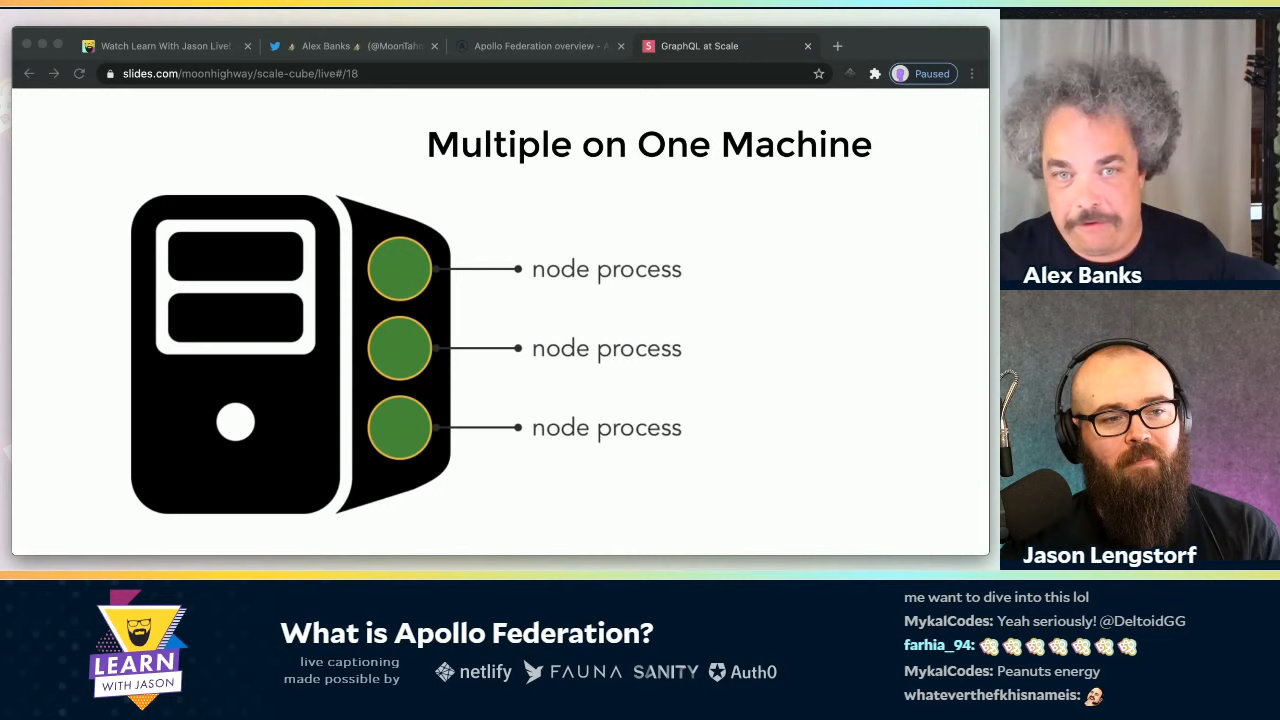 Watch Learn With Jason Live!
Alex Banks (@MoonTah
Apollo Federation overview - A
GraphQL at Scale
slides.com/moonhighway/scale-cube/live#/18
Paused
Multiple on One Machine
node process
node process
node process
Alex Banks
Jason Lengstorf
LEARN
WITH JASON
What is Apollo Federation?
live captioning
made possible by
netlify
FAUNA
SANITY
Auth0
me want to dive into this lol
MykalCodes: Yeah seriously! @DeltoidGG
farhia_94:
MykalCodes: Peanuts energy
whateverthefkhisnameis: